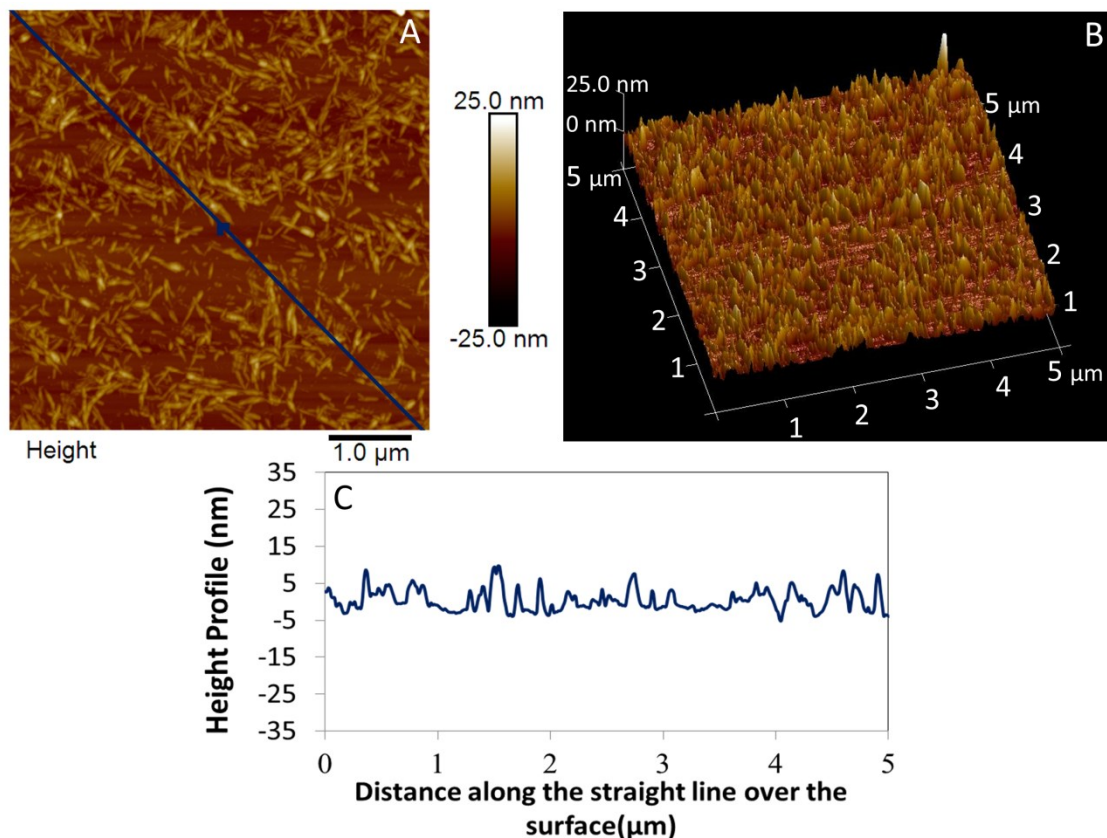 A
Height
1.0 µm
25.0 nm
-25.0 nm
B
25.0 nm
0 nm
5 µm
4
3
2
1
1
2
3
4
5 µm
5 µm
4
3
2
1
C
Height Profile (nm)
35
25
15
5
-5
-15
-25
-35
0 1 2 3 4 5
Distance along the straight line over the
surface(µm)